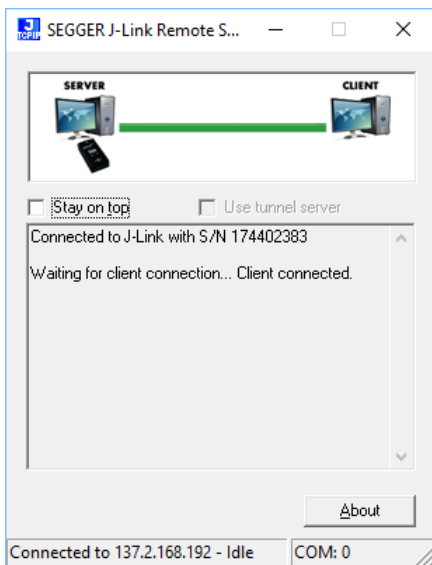 J
TCPIP
SEGGER J-Link Remote S...
SERVER
CLIENT
Stay on top
Use tunnel server
Connected to J-Link with S/N 174402383
Waiting for client connection... Client connected.
About
Connected to 137.2.168.192 - Idle
COM: 0